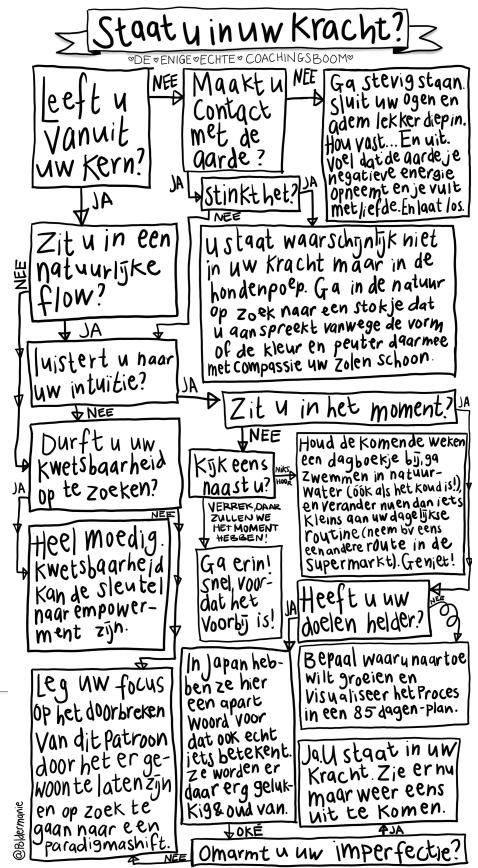 Staat u in uw kracht?
DE ♥ ENIGE ♥ ECHTE ♥ COACHINGSBOOM
Leeft u
vanuit
uw kern?
NEE
Maakt u
contact
met de
aarde?
NEE
Ga stevig staan.
Sluit uw ogen en
adem lekker diep in.
Hou vast... En uit.
Voel dat de aarde je
negatieve energie
opneemt en je vult
met liefde. En laat los.
JA
JA
Stinkt het?
JA
NEE
Zit u in een
natuurlijke
flow?
NEE
JA
U staat waarschijnlijk niet
in uw kracht maar in de
hondenpoep. Ga in de natuur
op zoek naar een stokje dat
u aanspreekt vanwege de vorm
of de kleur en peuter daarmee
met compassie uw zolen schoon.
luistert u naar
uw intuïtie?
JA
NEE
Zit u in het moment?
JA
NEE
Durft u uw
kwetsbaarheid
op te zoeken?
JA
NEE
Kijk eens
naast u?
NIKS
HOOR
VERREK, DAAR
ZULLEN WE
HET MOMENT
HEBBEN!
Houd de komende weken
een dagboekje bij, ga
zwemmen in natuur-
water (óók als het koud is!),
en verander nu en dan iets
kleins aan uw dagelijkse
routine (neem bv eens
een andere route in de
supermarkt). Geniet!
Heel moedig.
Kwetsbaarheid
kan de sleutel
naar empower-
ment zijn.
Ga erin!
Snel, voor-
dat het
voorbij is!
Heeft u uw
doelen helder?
NEE
JA
Bepaal waar u naartoe
wilt groeien en
visualiseer het proces
in een 85 dagen-plan.
Leg uw focus
op het doorbreken
van dit patroon
door het er ge-
woon te laten zijn
en op zoek te
gaan naar een
paradigmashift.
In Japan heb-
ben ze hier
een apart
woord voor
dat ook echt
iets betekent.
Ze worden er
daar erg geluk-
kig & oud van.
OKÉ
Ja. U staat in uw
kracht. Zie er nu
maar weer eens
uit te komen.
JA
Omarmt u uw imperfectie?
NEE
@Poldermanie